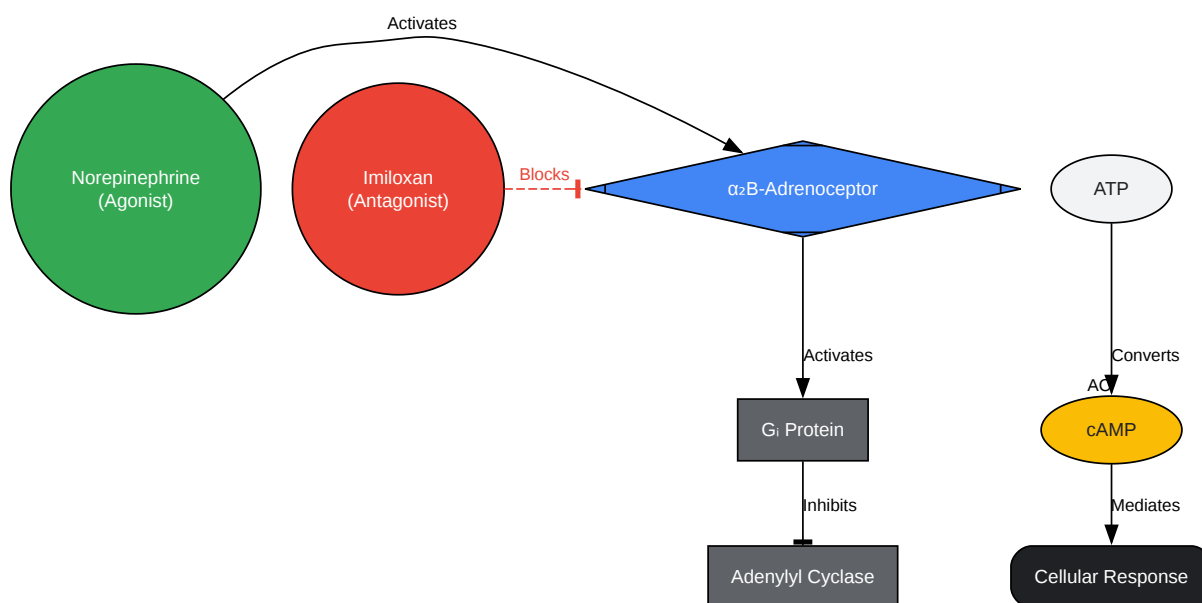 Activates
Norepinephrine
(Agonist)
Imiloxan
(Antagonist)
Blocks
α₂B-Adrenoceptor
ATP
Activates
Converts
AC
Gᵢ Protein
cAMP
Inhibits
Mediates
Adenylyl Cyclase
Cellular Response